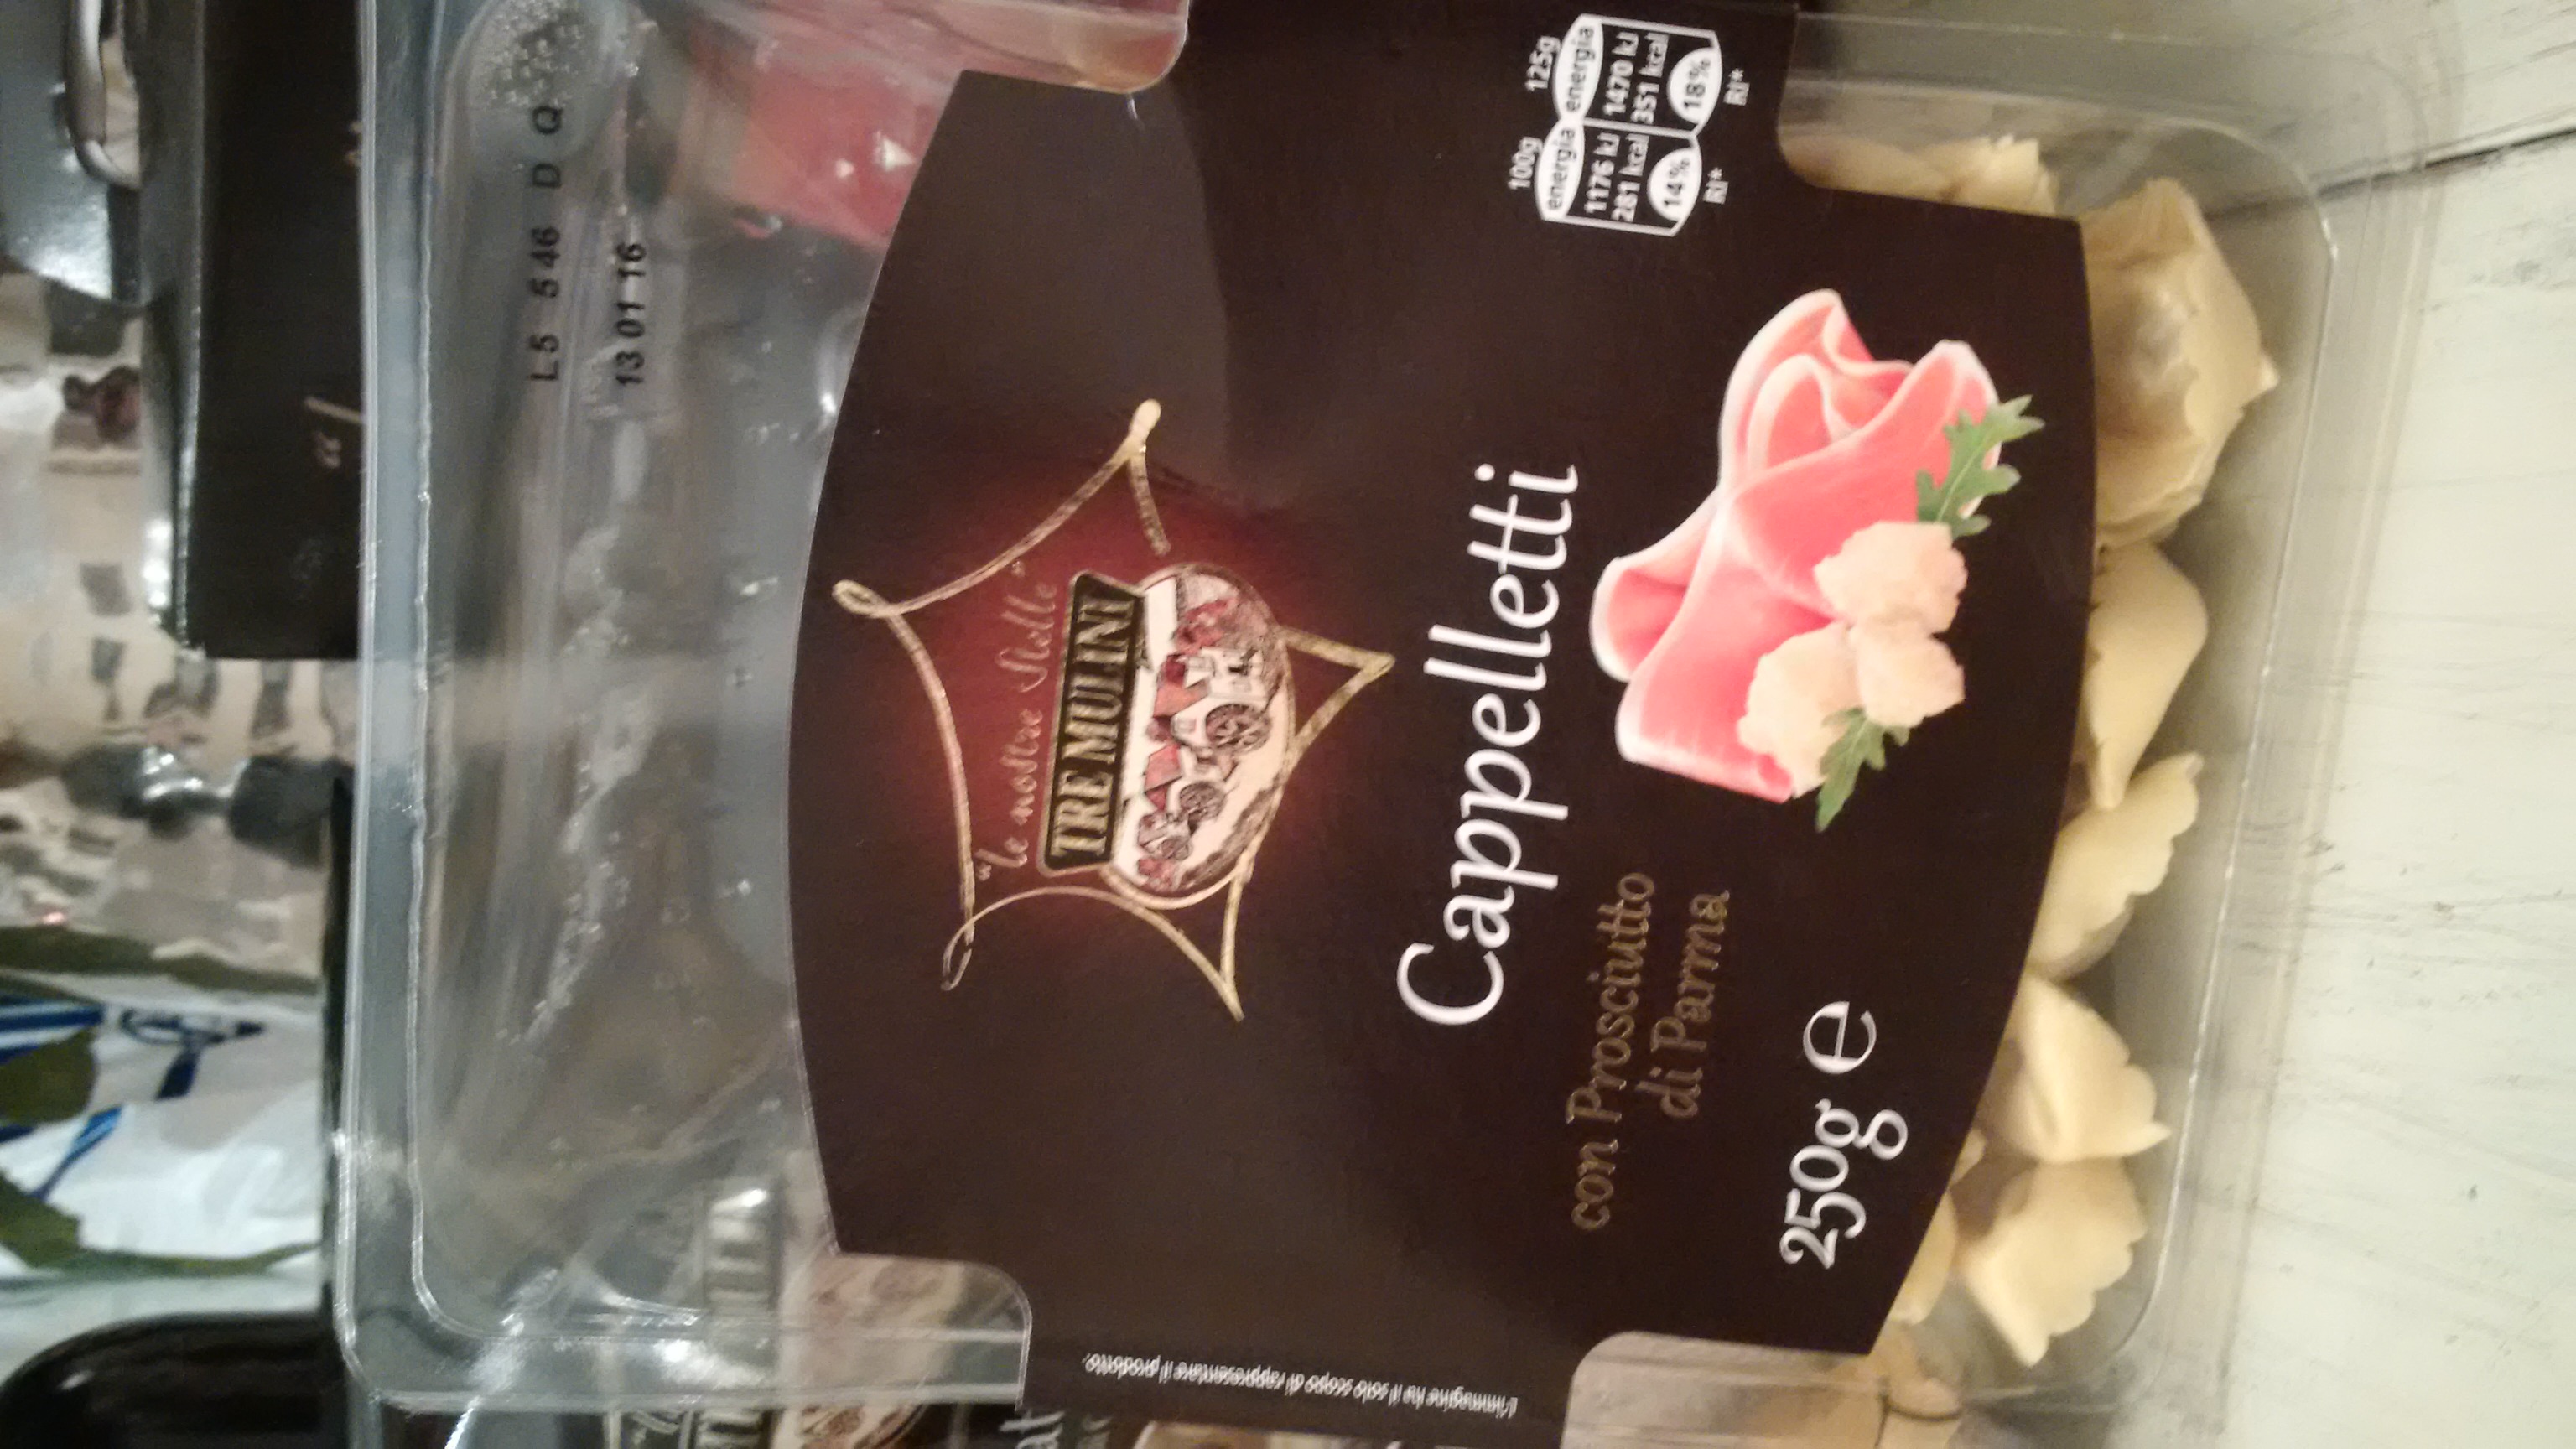 L5 546 D Q
13 01 16
"le nostre Stelle"
TRE MULINI
Cappelletti
con Prosciutto
di Parma
250g e
100g 125g
energia energia
1176 kJ 1470 kJ
281 kcal 351 kcal
14% 18%
RI* RI*
L'immagine ha il solo scopo di rappresentare il prodotto.